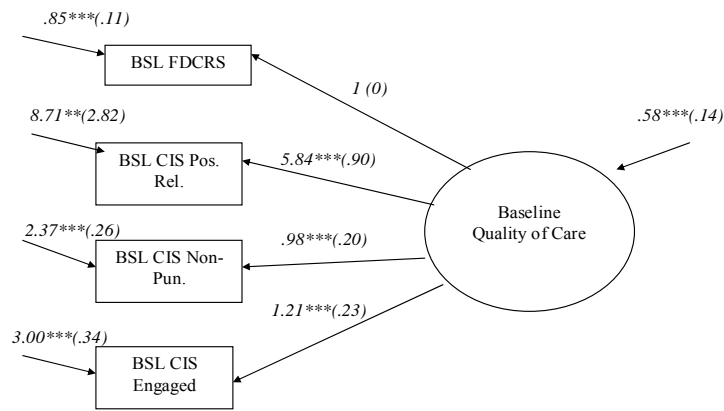 .85***(.11)
BSL FDCRS
1 (0)
8.71**(2.82)
.58***(.14)
BSL CIS Pos.
Rel.
5.84***(.90)
Baseline
Quality of Care
2.37***(.26)
.98***(.20)
BSL CIS Non-
Pun.
1.21***(.23)
3.00***(.34)
BSL CIS
Engaged